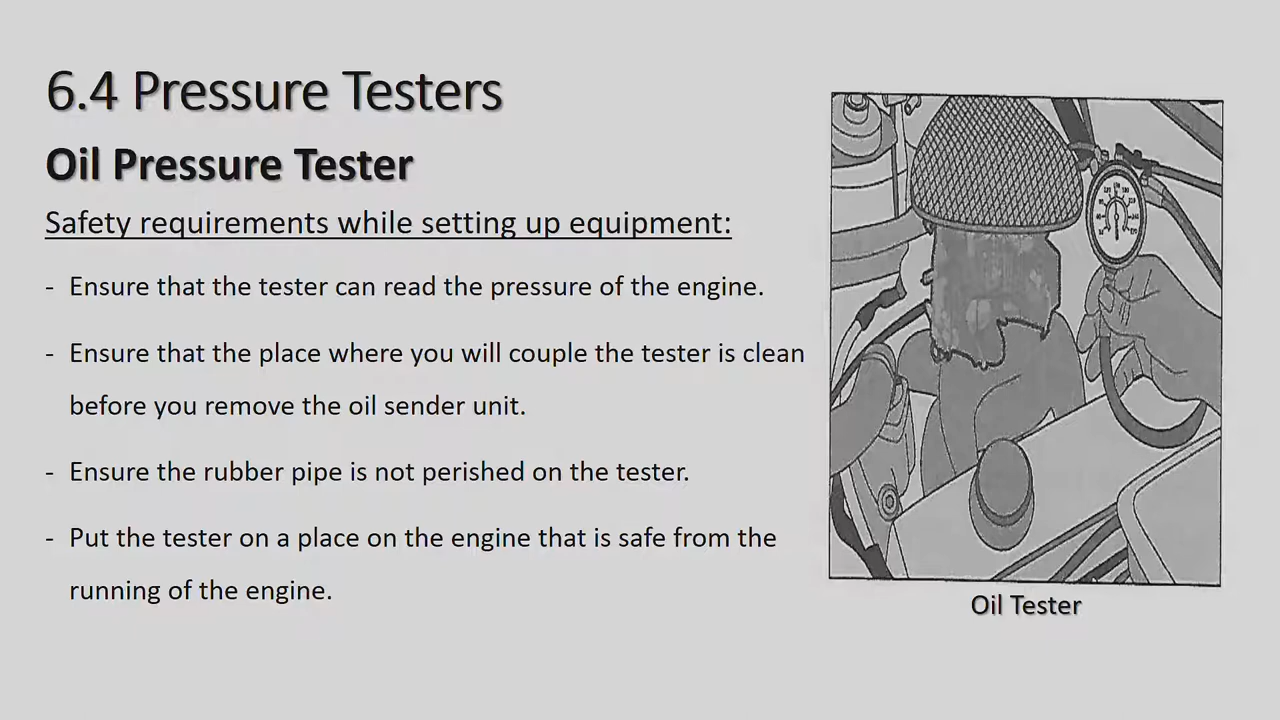 6.4 Pressure Testers
Oil Pressure Tester
Safety requirements while setting up equipment:
- Ensure that the tester can read the pressure of the engine.
- Ensure that the place where you will couple the tester is clean
before you remove the oil sender unit.
- Ensure the rubber pipe is not perished on the tester.
- Put the tester on a place on the engine that is safe from the
running of the engine.
Oil Tester